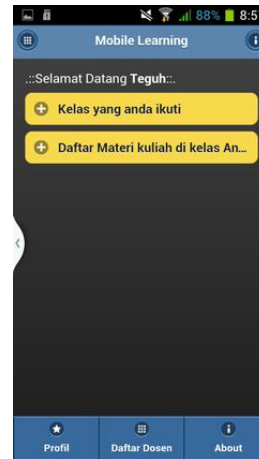 88% 8:5
Mobile Learning
.::Selamat Datang Teguh::.
Kelas yang anda ikuti
Daftar Materi kuliah di kelas An...
Profil Daftar Dosen About